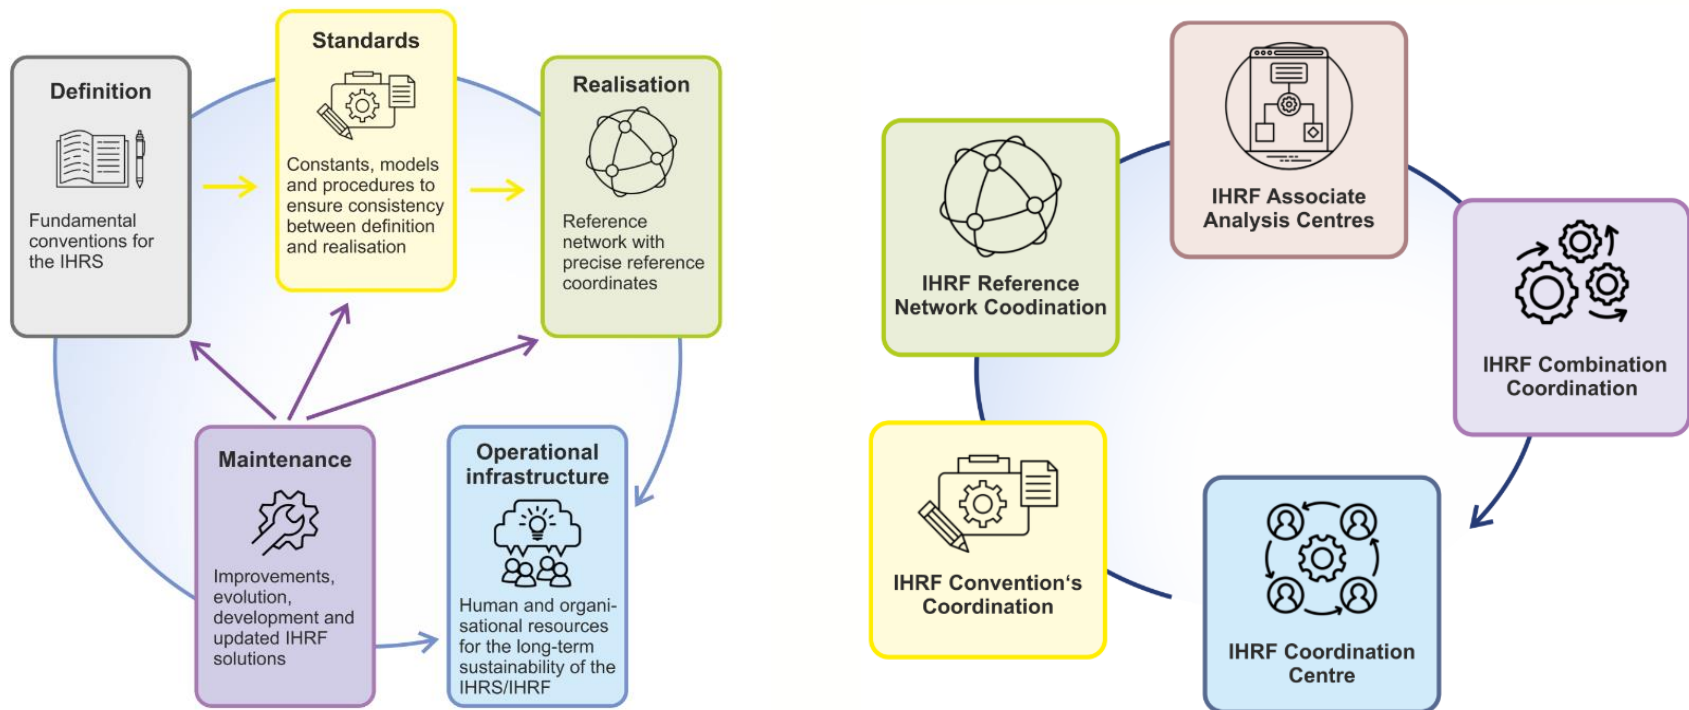 Definition
Fundamental
conventions for
the IHRS
Standards
Constants, models
and procedures to
ensure consistency
between definition
and realisation
Realisation
Reference
network with
precise reference
coordinates
Maintenance
Improvements,
evolution,
development and
updated IHRF
solutions
Operational
infrastructure
Human and organi-
sational resources
for the long-term
sustainability of the
IHRS/IHRF
IHRF Associate
Analysis Centres
IHRF Reference
Network Coodination
IHRF Combination
Coordination
IHRF Convention‘s
Coordination
IHRF Coordination
Centre